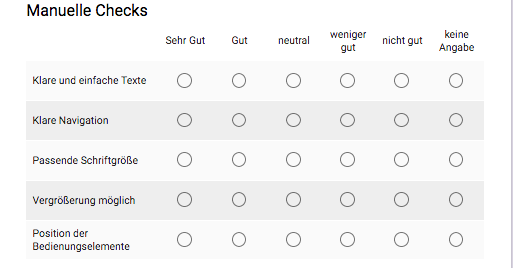 Manuelle Checks
Sehr Gut Gut neutral weniger gut nicht gut keine Angabe
Klare und einfache Texte
Klare Navigation
Passende Schriftgröße
Vergrößerung möglich
Position der
Bedienungselemente